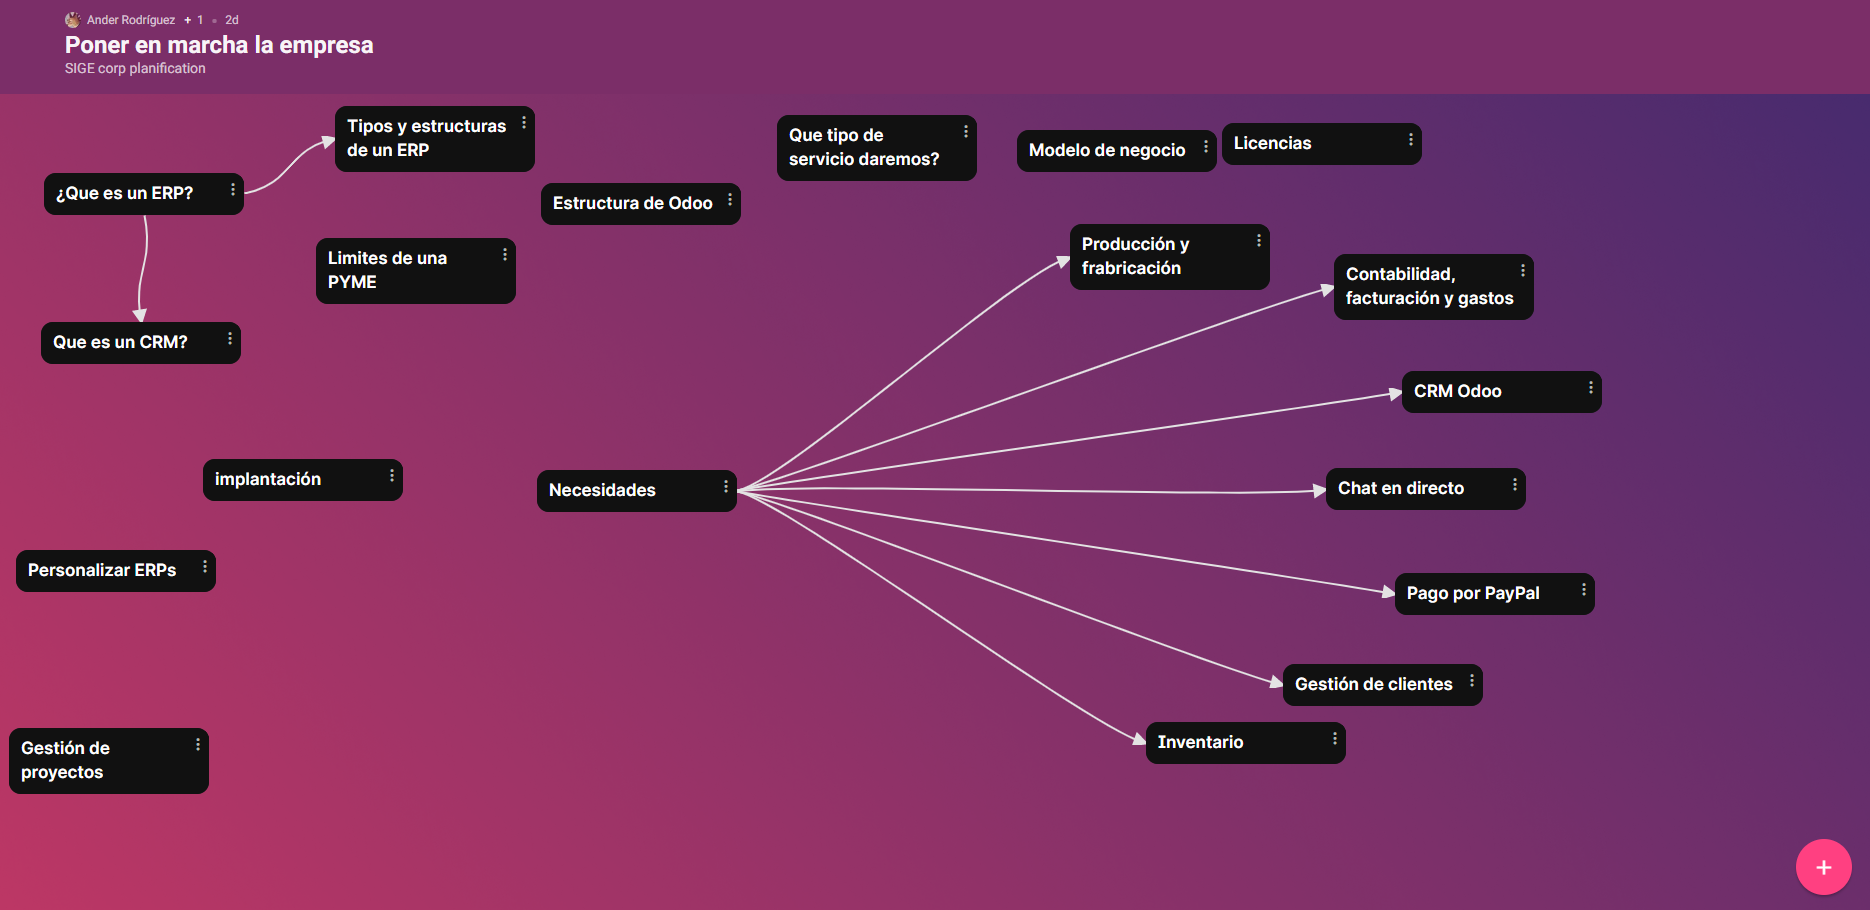 Ander Rodríguez + 1 • 2d
Poner en marcha la empresa
SIGE corp planification
Tipos y estructuras
de un ERP
Que tipo de
servicio daremos?
Modelo de negocio
Licencias
¿Que es un ERP?
Estructura de Odoo
Limites de una
PYME
Producción y
frabricación
Contabilidad,
facturación y gastos
Que es un CRM?
CRM Odoo
implantación
Necesidades
Chat en directo
Personalizar ERPs
Pago por PayPal
Gestión de clientes
Gestión de
proyectos
Inventario
+